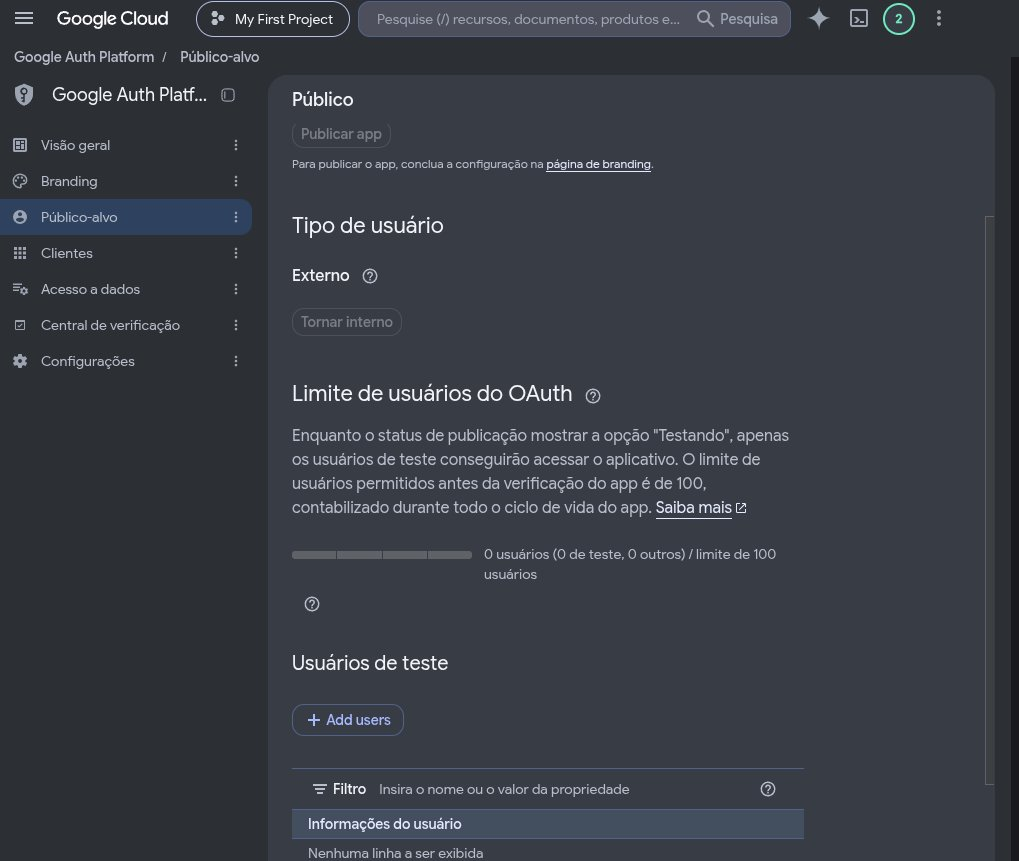 Google Cloud
My First Project
Pesquise (/) recursos, documentos, produtos e...
Pesquisa
2
Google Auth Platform / Público-alvo
Google Auth Platf...
Visão geral
Branding
Público-alvo
Clientes
Acesso a dados
Central de verificação
Configurações
Público
Publicar app
Para publicar o app, conclua a configuração na página de branding.
Tipo de usuário
Externo
Tornar interno
Limite de usuários do OAuth
Enquanto o status de publicação mostrar a opção "Testando", apenas
os usuários de teste conseguirão acessar o aplicativo. O limite de
usuários permitidos antes da verificação do app é de 100,
contabilizado durante todo o ciclo de vida do app. Saiba mais
0 usuários (0 de teste, 0 outros) / limite de 100
usuários
Usuários de teste
+ Add users
Filtro Insira o nome ou o valor da propriedade
Informações do usuário
Nenhuma linha a ser exibida